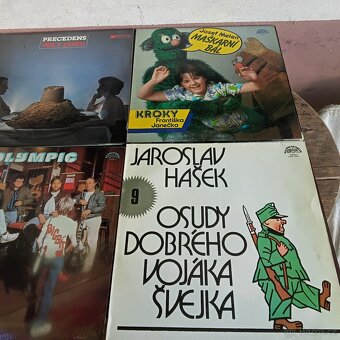 PRECEDENS
Josef Melen
MAŠKARNÍ
BÁL
KROKY
Františka
Janečka
OLYMPIC
JAROSLAV
HAŠEK
9
OSUDY
DOBRÉHO
VOJÁKA
ŠVEJKA